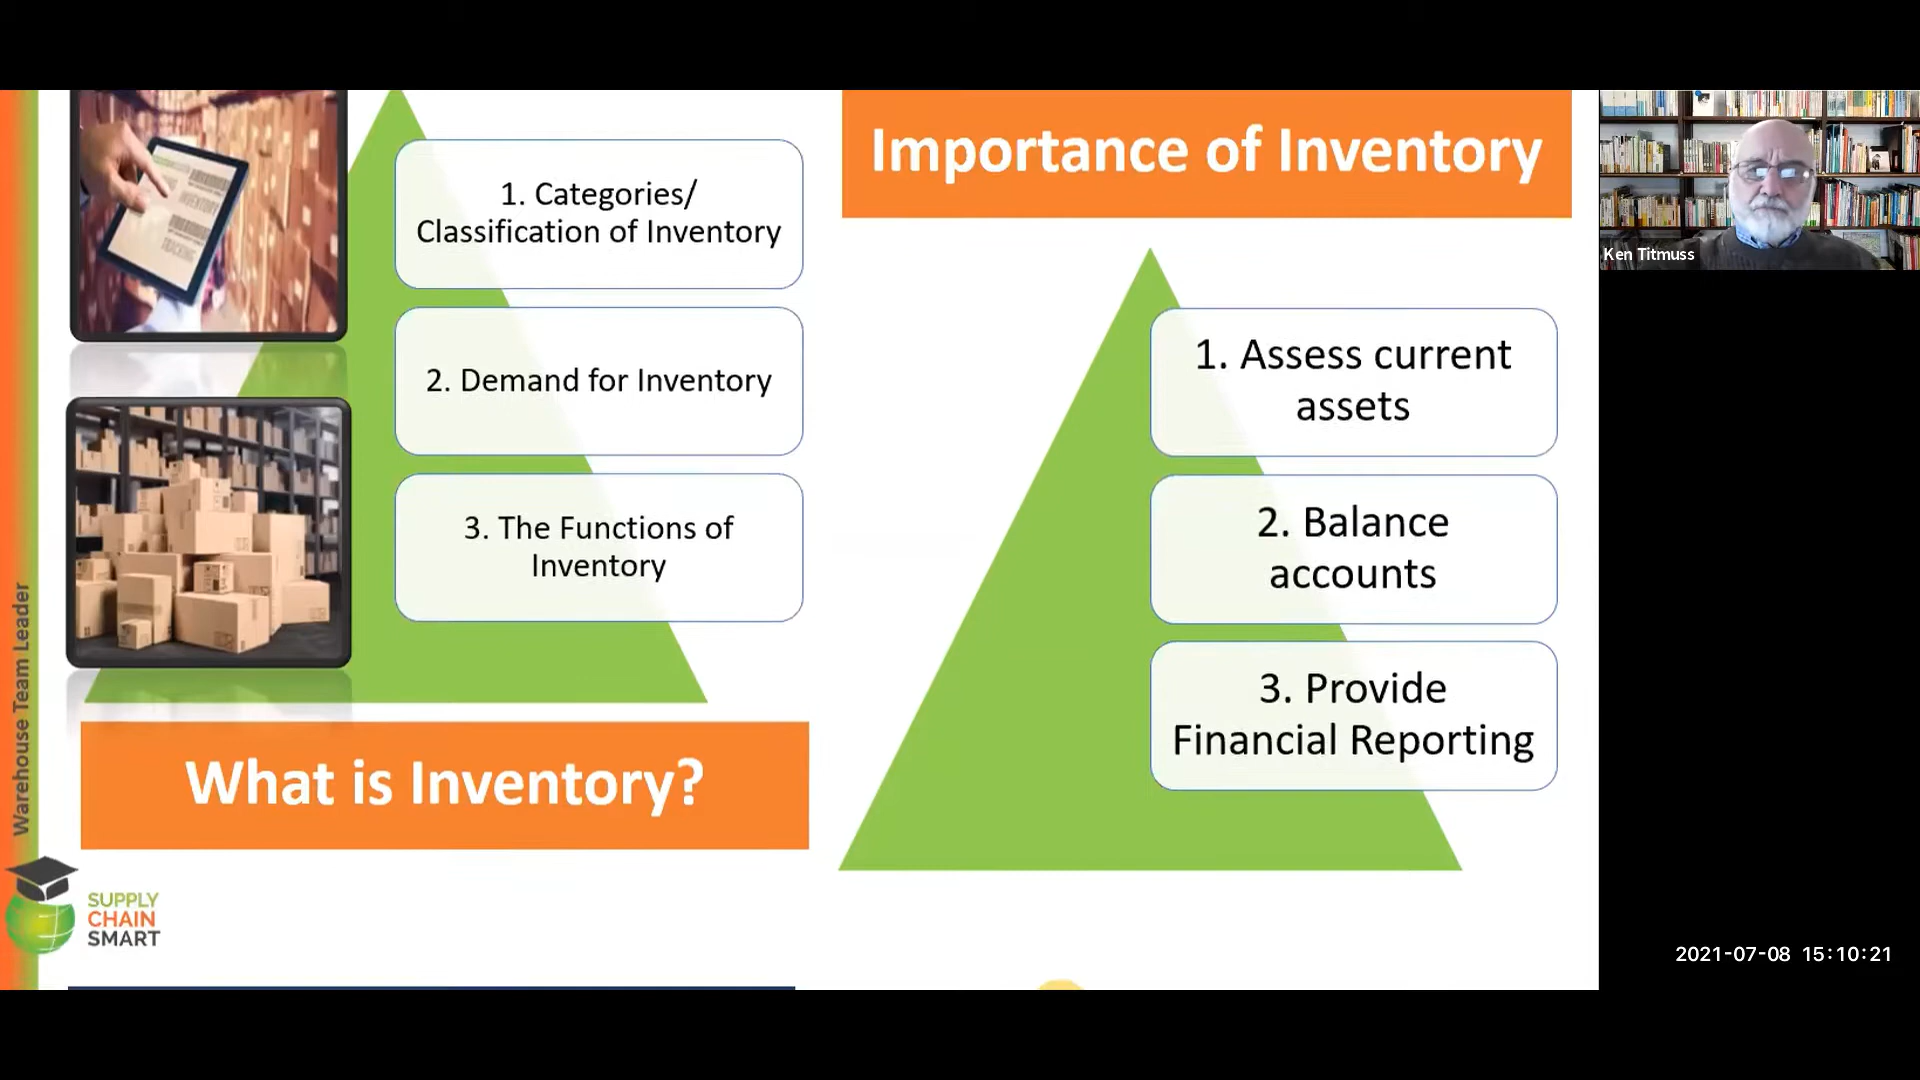 1. Categories/
Classification of Inventory
2. Demand for Inventory
3. The Functions of
Inventory
What is Inventory?
Importance of Inventory
1. Assess current
assets
2. Balance
accounts
3. Provide
Financial Reporting
Warehouse Team Leader
SUPPLY
CHAIN
SMART
Ken Titmuss
2021-07-08 15:10:21
INVENTORY
TRACKING